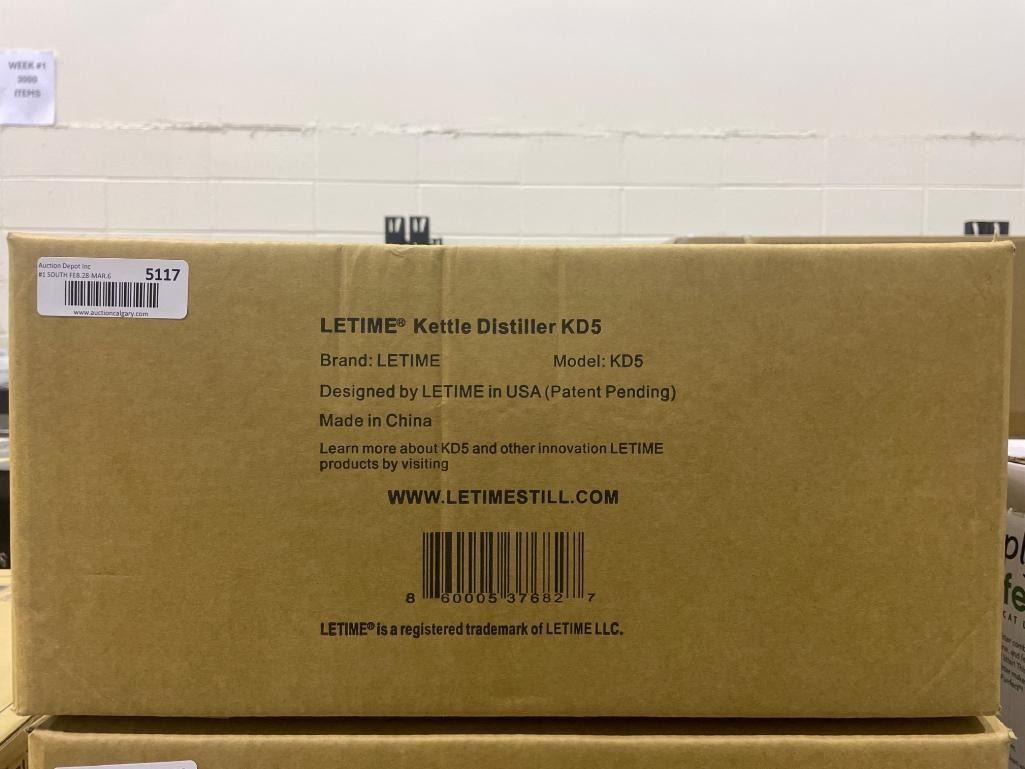 WEEK #1
3000
ITEMS
Auction Depot Inc
#1 SOUTH FEB.28-MAR.6
5117
www.auctioncalgary.com
LETIME® Kettle Distiller KD5
Brand: LETIME Model: KD5
Designed by LETIME in USA (Patent Pending)
Made in China
Learn more about KD5 and other innovation LETIME
products by visiting
WWW.LETIMESTILL.COM
8 60005 37682 7
LETIME® is a registered trademark of LETIME LLC.